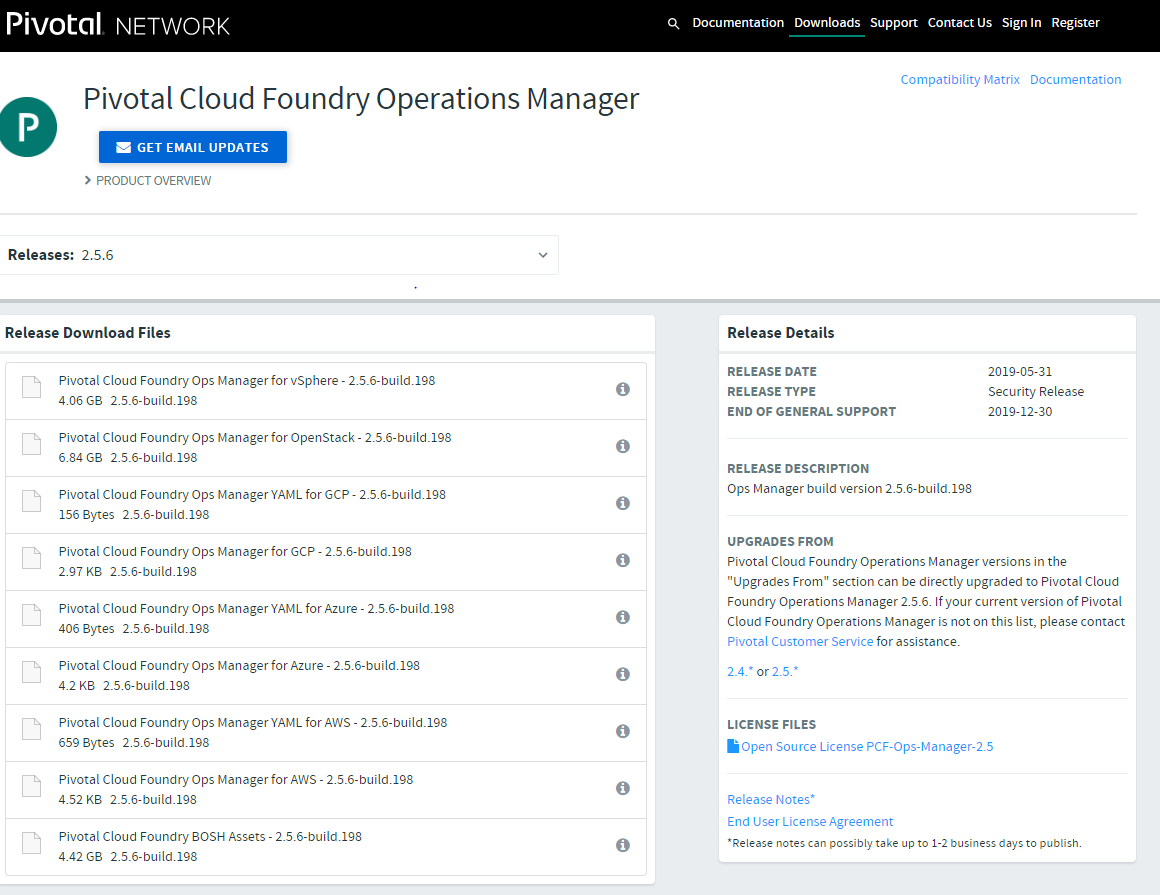 Pivotal. NETWORK
Documentation Downloads Support Contact Us Sign In Register
Compatibility Matrix Documentation
P
Pivotal Cloud Foundry Operations Manager
GET EMAIL UPDATES
PRODUCT OVERVIEW
Releases: 2.5.6
Release Download Files
Pivotal Cloud Foundry Ops Manager for vSphere - 2.5.6-build.198
4.06 GB 2.5.6-build.198
Pivotal Cloud Foundry Ops Manager for OpenStack - 2.5.6-build.198
6.84 GB 2.5.6-build.198
Pivotal Cloud Foundry Ops Manager YAML for GCP - 2.5.6-build.198
156 Bytes 2.5.6-build.198
Pivotal Cloud Foundry Ops Manager for GCP - 2.5.6-build.198
2.97 KB 2.5.6-build.198
Pivotal Cloud Foundry Ops Manager YAML for Azure - 2.5.6-build.198
406 Bytes 2.5.6-build.198
Pivotal Cloud Foundry Ops Manager for Azure - 2.5.6-build.198
4.2 KB 2.5.6-build.198
Pivotal Cloud Foundry Ops Manager YAML for AWS - 2.5.6-build.198
659 Bytes 2.5.6-build.198
Pivotal Cloud Foundry Ops Manager for AWS - 2.5.6-build.198
4.52 KB 2.5.6-build.198
Pivotal Cloud Foundry BOSH Assets - 2.5.6-build.198
4.42 GB 2.5.6-build.198
Release Details
RELEASE DATE 2019-05-31
RELEASE TYPE Security Release
END OF GENERAL SUPPORT 2019-12-30
RELEASE DESCRIPTION
Ops Manager build version 2.5.6-build.198
UPGRADES FROM
Pivotal Cloud Foundry Operations Manager versions in the
"Upgrades From" section can be directly upgraded to Pivotal Cloud
Foundry Operations Manager 2.5.6. If your current version of Pivotal
Cloud Foundry Operations Manager is not on this list, please contact
Pivotal Customer Service for assistance.
2.4.* or 2.5.*
LICENSE FILES
Open Source License PCF-Ops-Manager-2.5
Release Notes*
End User License Agreement
*Release notes can possibly take up to 1-2 business days to publish.